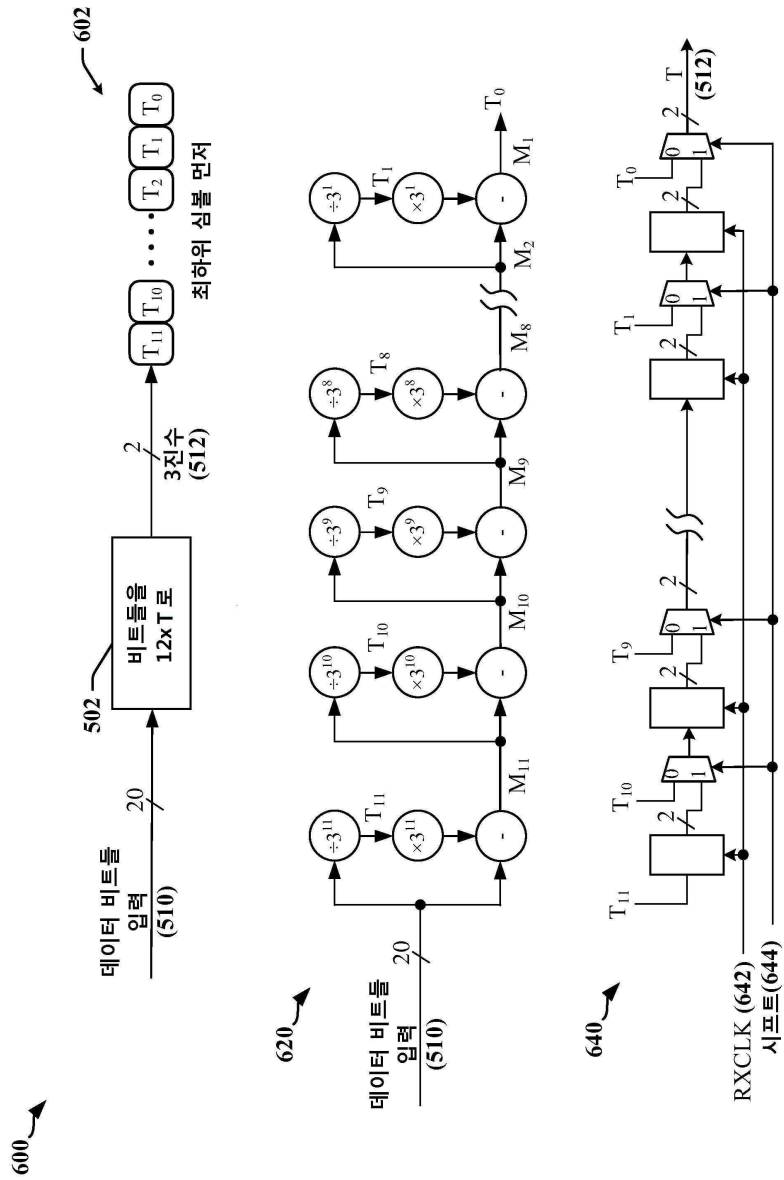 600
602
데이터 비트들
입력
(510)
20
502
비트들을
12xT 로
2
3진수
(512)
T11 T10 . . . . T2 T1 T0
최하위 심볼 먼저
620
데이터 비트들
입력
(510)
20
÷3¹¹ ÷3¹⁰ ÷3⁹ ÷3⁸ ÷3¹
T11 T10 T9 T8 T1
×3¹¹ ×3¹⁰ ×3⁹ ×3⁸ ×3¹
- - - - -
M11 M10 M9 M8 M2 M1
T0
640
T11 T10 T9 T1 T0
2 0 1 2 0 1 2 2 0 1 2 0 1 2
T
(512)
RXCLK (642)
시프트(644)